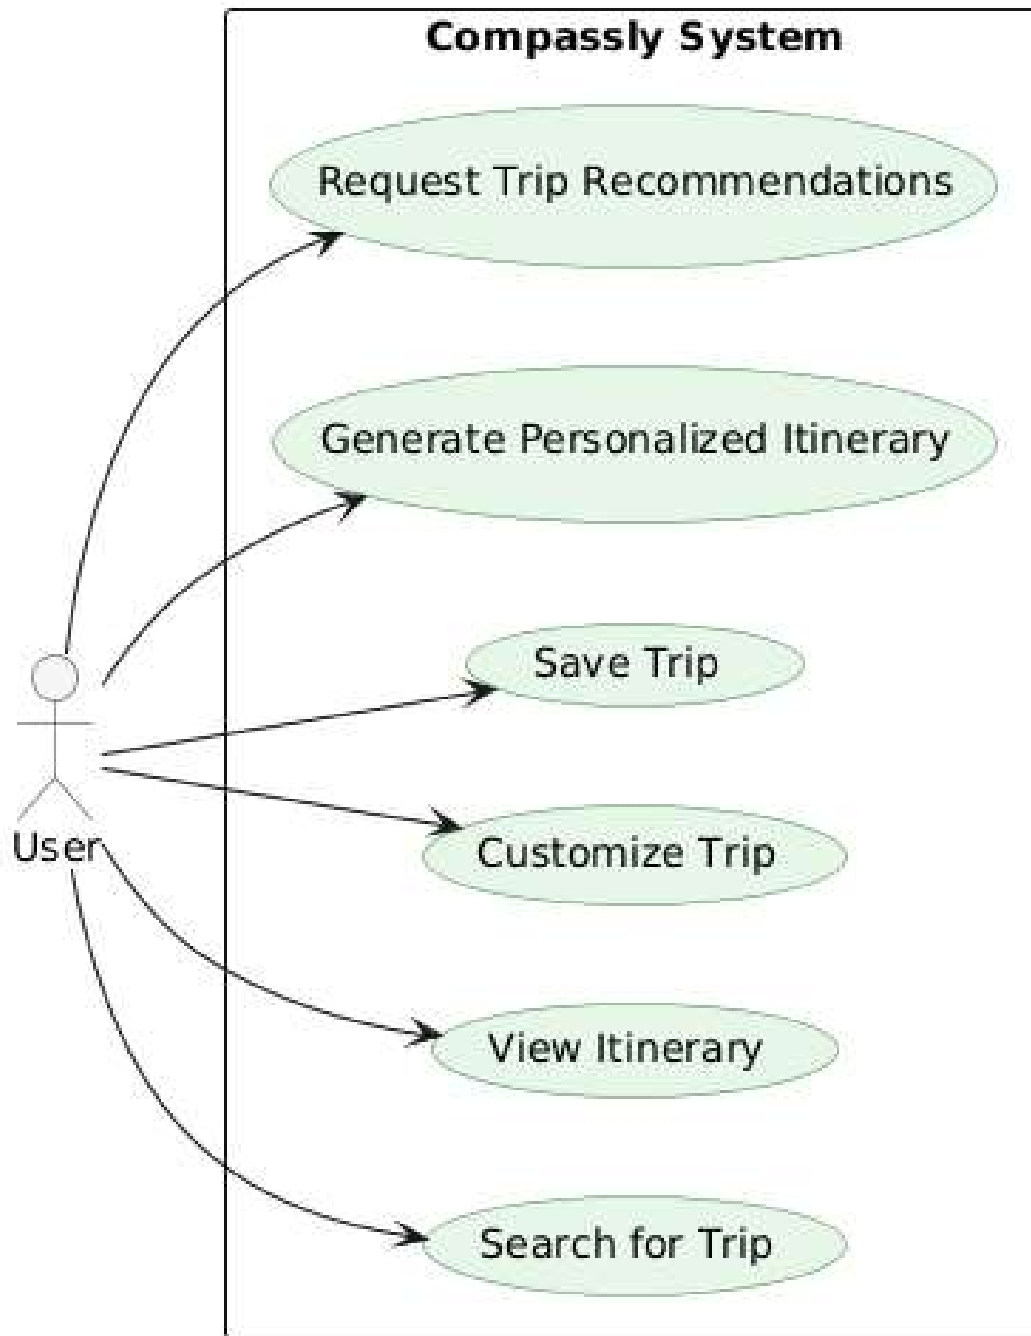 Compassly System
Request Trip Recommendations
Generate Personalized Itinerary
Save Trip
Customize Trip
User
View Itinerary
Search for Trip